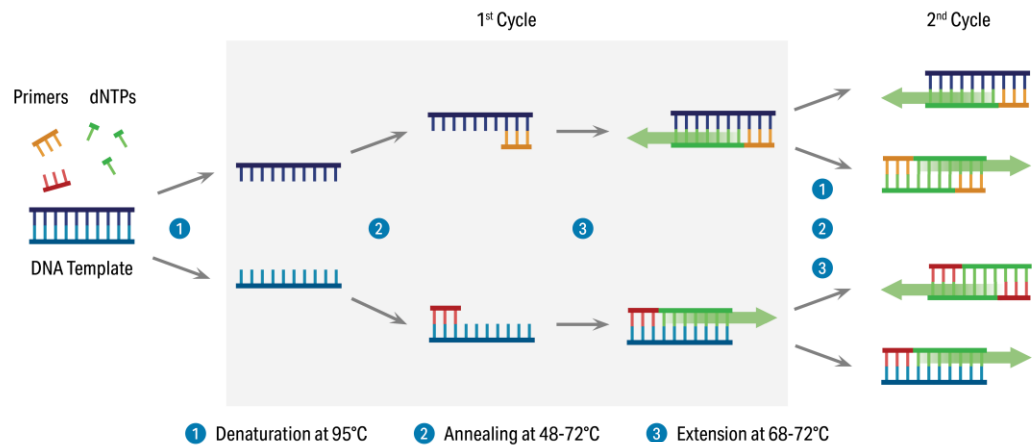 1st Cycle
2nd Cycle
Primers dNTPs
DNA Template
1
2
3
1
2
3
1 Denaturation at 95°C 2 Annealing at 48-72°C 3 Extension at 68-72°C